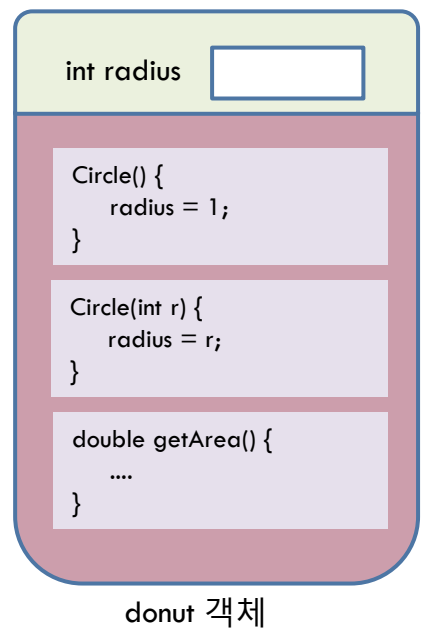 int radius
Circle() {
radius = 1;
}
Circle(int r) {
radius = r;
}
double getArea() {
....
}
donut 객체